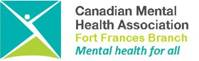 Canadian Mental
Health Association
Fort Frances Branch
Mental health for all